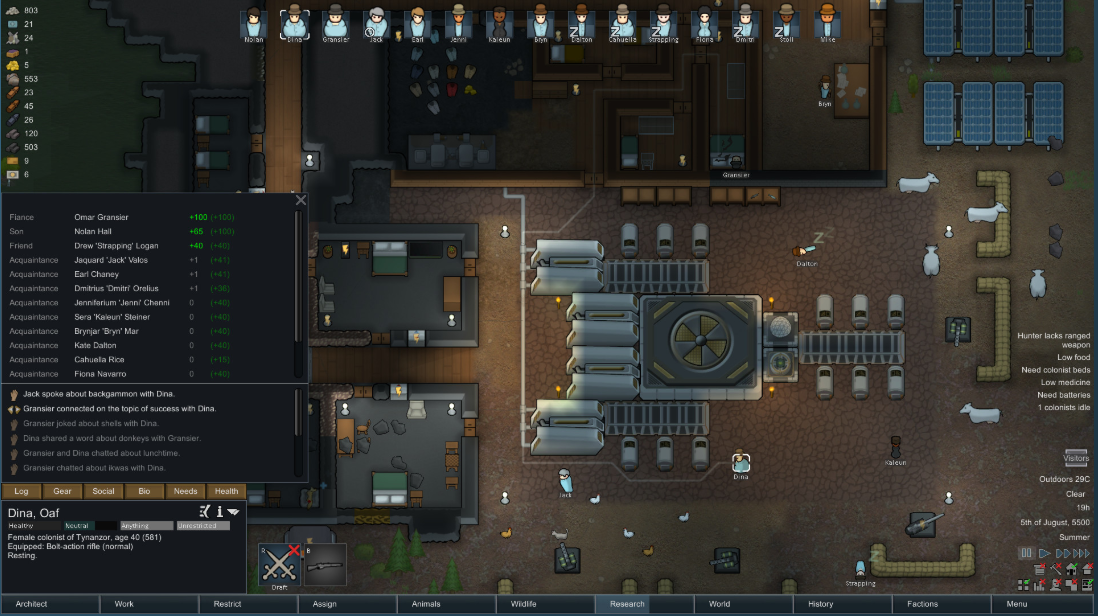 803
21
24
1
5
553
23
45
26
120
503
9
6
Nolan
Dina
Gransier
Jack
Earl
Jenni
Kaleun
Bryn
Dalton
Cahuella
Strapping
Fiona
Dmitri
Stoll
Mike
Bryn
Gransier
Dalton
Fiance Omar Gransier +100 (+100)
Son Nolan Hall +65 (+100)
Friend Drew 'Strapping' Logan +40 (+40)
Acquaintance Jaquard 'Jack' Valos +1 (+41)
Acquaintance Earl Chaney +1 (+41)
Acquaintance Dmitrius 'Dmitri' Orelius +1 (+36)
Acquaintance Jenniferium 'Jenni' Chenni 0 (+40)
Acquaintance Sera 'Kaleun' Steiner 0 (+40)
Acquaintance Brynjar 'Bryn' Mar 0 (+40)
Acquaintance Kate Dalton 0 (+40)
Acquaintance Cahuella Rice 0 (+15)
Acquaintance Fiona Navarro 0 (+40)
Jack spoke about backgammon with Dina.
Gransier connected on the topic of success with Dina.
Gransier joked about shells with Dina.
Dina shared a word about donkeys with Gransier.
Gransier and Dina chatted about lunchtime.
Gransier chatted about ikwas with Dina.
Log Gear Social Bio Needs Health
Dina, Oaf
Healthy Neutral Anything Unrestricted
Female colonist of Tynanzor, age 40 (581)
Equipped: Bolt-action rifle (normal)
Resting.
R
B
Draft
Jack
Dina
Kaleun
Strapping
Hunter lacks ranged
weapon
Low food
Need colonist beds
Low medicine
Need batteries
1 colonists idle
Visitors
Outdoors 29C
Clear
19h
5th of August, 5500
Summer
Architect Work Restrict Assign Animals Wildlife Research World History Factions Menu